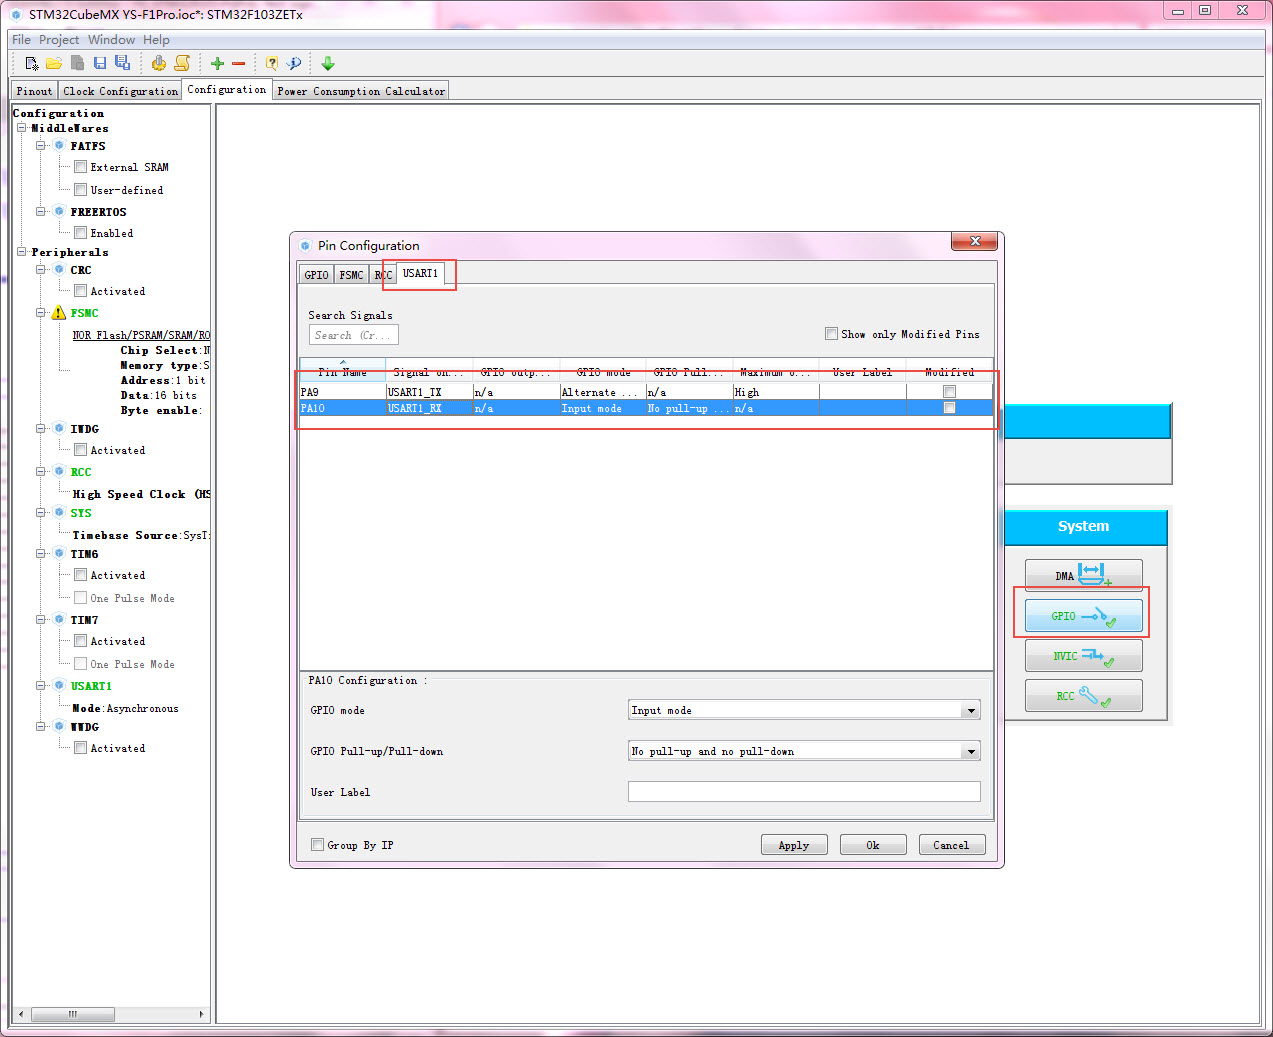 STM32CubeMX YS-F1Pro.ioc*: STM32F103ZETx
File Project Window Help
Pinout Clock Configuration Configuration Power Consumption Calculator
Configuration
MiddleWares
FATFS
External SRAM
User-defined
FREERTOS
Enabled
Peripherals
CRC
Activated
FSMC
NOR Flash/PSRAM/SRAM/RO
Chip Select:N
Memory type:S
Address:1 bit
Data:16 bits
Byte enable:
IWDG
Activated
RCC
High Speed Clock (HS
SYS
Timebase Source:SysTi
TIM6
Activated
One Pulse Mode
TIM7
Activated
One Pulse Mode
USART1
Mode:Asynchronous
WWDG
Activated
Pin Configuration
GPIO FSMC RCC USART1
Search Signals
Search (Cr...
Show only Modified Pins
Pin Name Signal on... GPIO outp... GPIO mode GPIO Pull... Maximum o... User Label Modified
PA9 USART1_TX n/a Alternate ... n/a High
PA10 USART1_RX n/a Input mode No pull-up ... n/a
PA10 Configuration :
GPIO mode Input mode
GPIO Pull-up/Pull-down No pull-up and no pull-down
User Label
Group By IP
Apply Ok Cancel
System
DMA
GPIO
NVIC
RCC